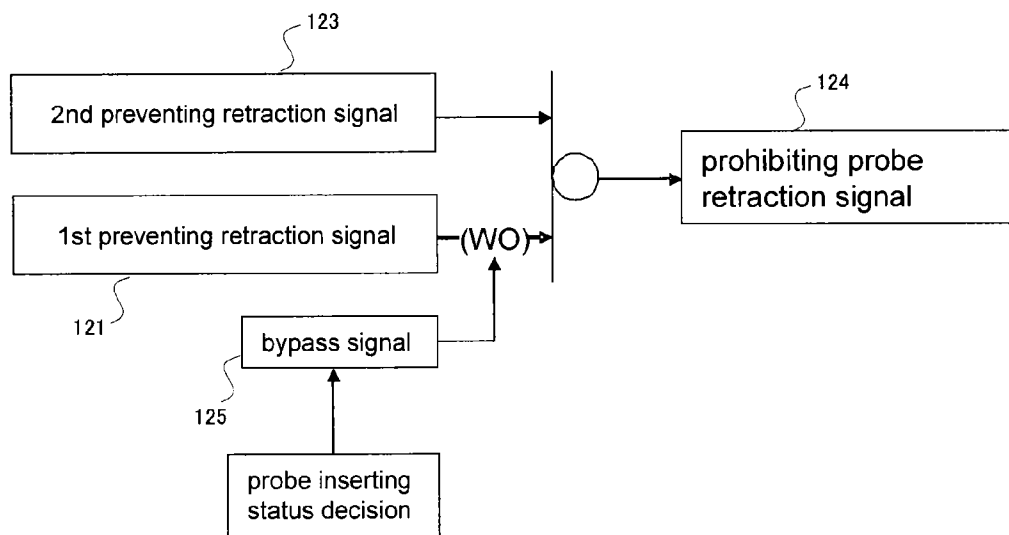 123
2nd preventing retraction signal
124
prohibiting probe
retraction signal
1st preventing retraction signal
(WO)
121
bypass signal
125
probe inserting
status decision